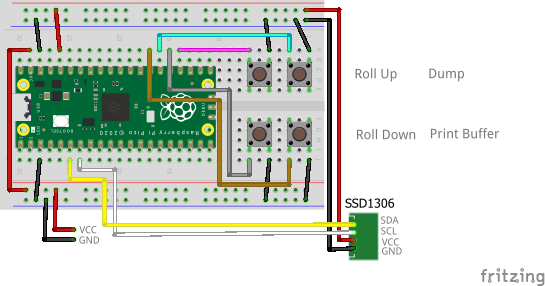 Roll Up Dump
BOOTSEL
Raspberry Pi Pico ©2020
Roll Down Print Buffer
SSD1306
SDA
SCL
VCC
GND
VCC
GND
fritzing